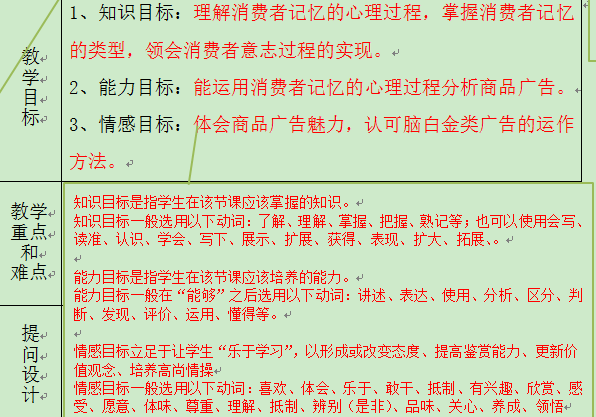 教学目标
1、知识目标：理解消费者记忆的心理过程，掌握消费者记忆
的类型，领会消费者意志过程的实现。
2、能力目标：能运用消费者记忆的心理过程分析商品广告。
3、情感目标：体会商品广告魅力，认可脑白金类广告的运作
方法。
教学
重点
和
难点
知识目标是指学生在该节课应该掌握的知识。
知识目标一般选用以下动词：了解、理解、掌握、把握、熟记等；也可以使用会写、
读准、认识、学会、写下、展示、扩展、获得、表现、扩大、拓展、。
能力目标是指学生在该节课应该培养的能力。
能力目标一般在“能够”之后选用以下动词：讲述、表达、使用、分析、区分、判
断、发现、评价、运用、懂得等。
提
问
设
计
情感目标立足于让学生“乐于学习”，以形成或改变态度、提高鉴赏能力、更新价
值观念、培养高尚情操
情感目标一般选用以下动词：喜欢、体会、乐于、敢干、抵制、有兴趣、欣赏、感
受、愿意、体味、尊重、理解、抵制、辨别（是非）、品味、关心、养成、领悟